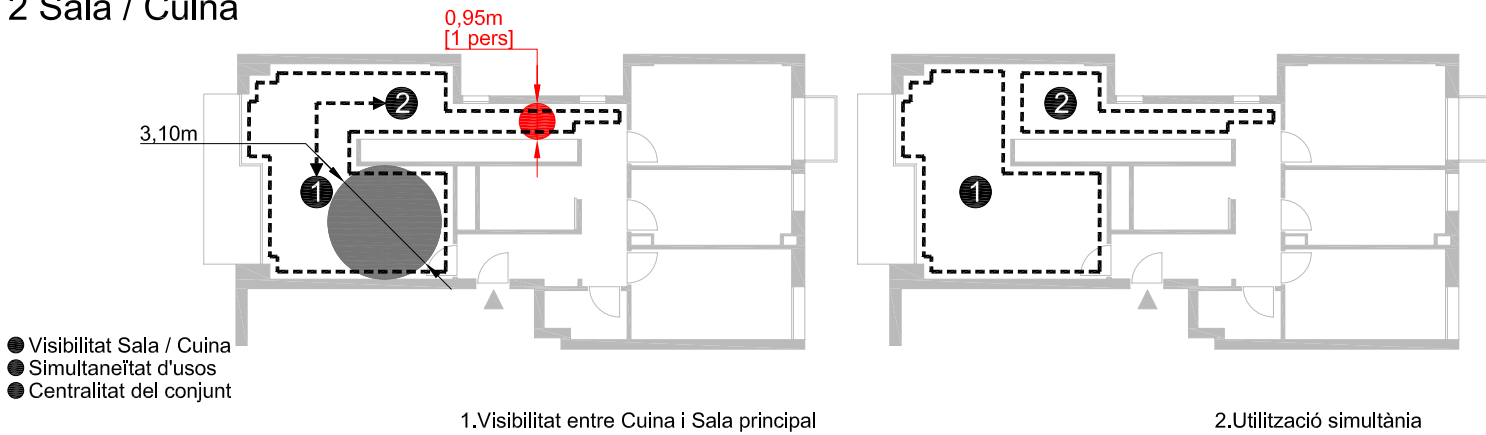 2 Sala / Cuina
0,95m
[1 pers]
2
3,10m
1
2
1
Visibilitat Sala / Cuina
Simultaneïtat d'usos
Centralitat del conjunt
1.Visibilitat entre Cuina i Sala principal
2.Utilització simultània